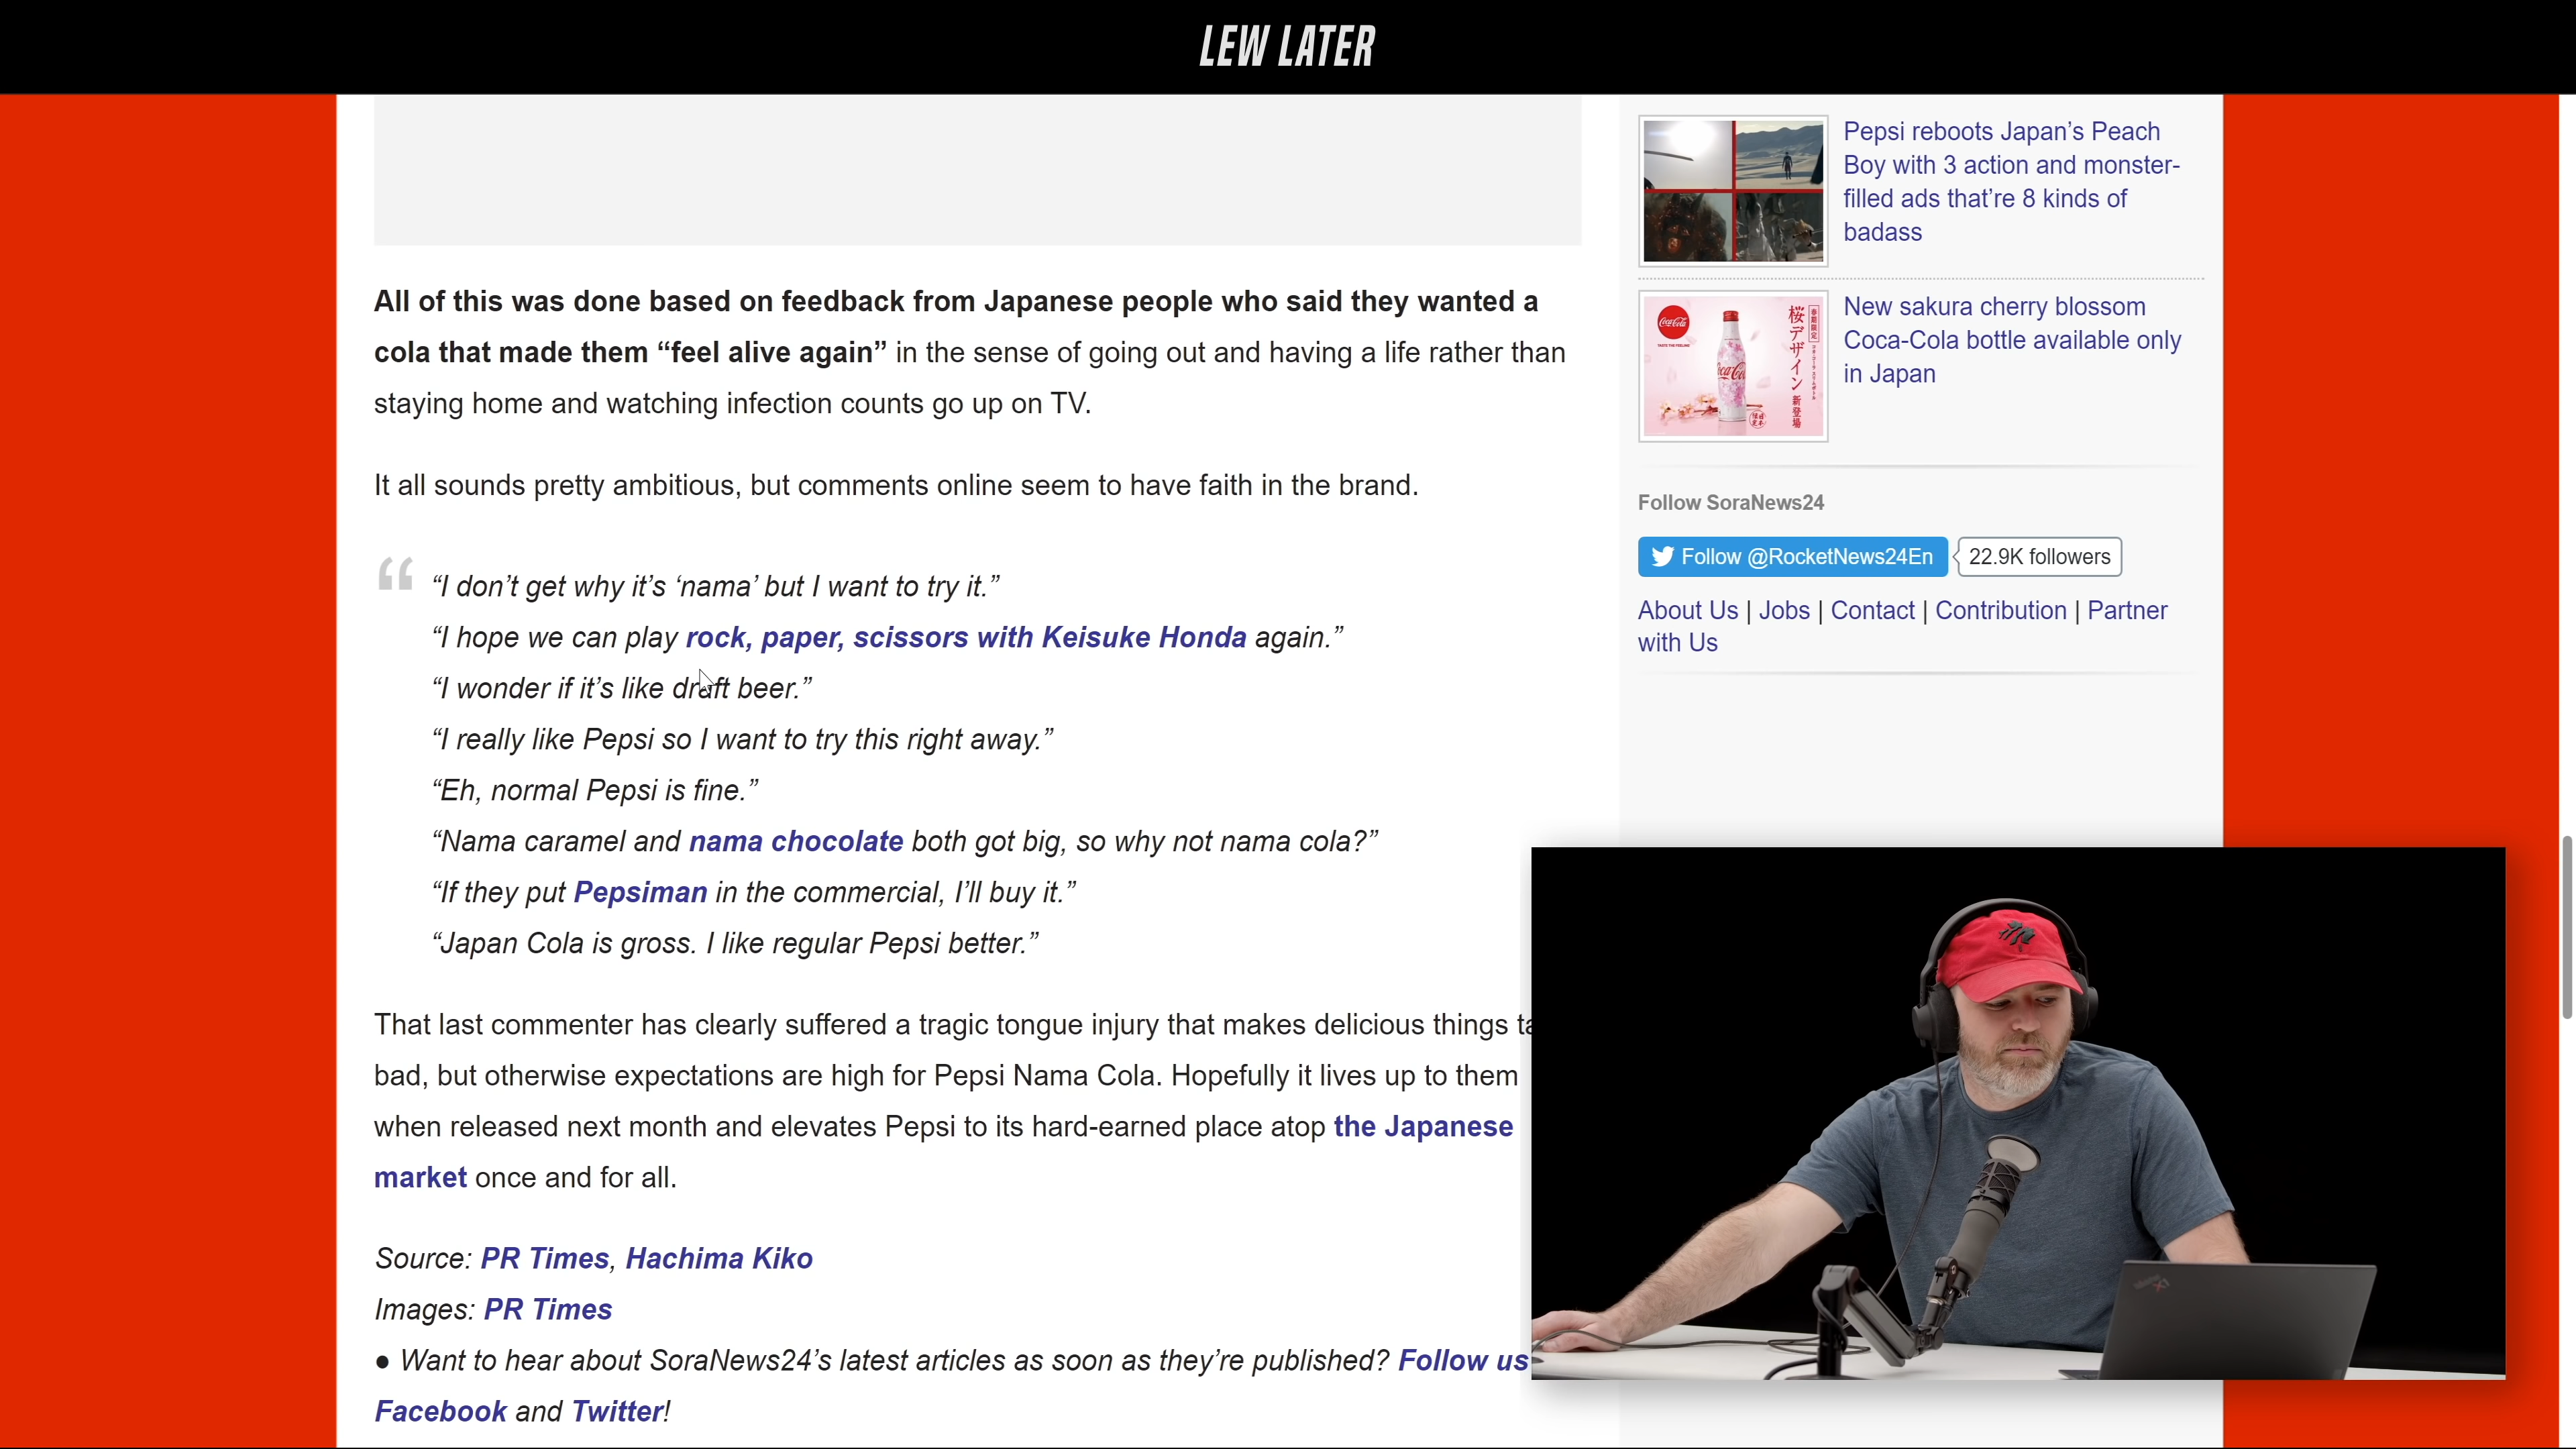 LEW LATER
All of this was done based on feedback from Japanese people who said they wanted a
cola that made them “feel alive again” in the sense of going out and having a life rather than
staying home and watching infection counts go up on TV.
It all sounds pretty ambitious, but comments online seem to have faith in the brand.
“
“I don’t get why it’s ‘nama’ but I want to try it.”
“I hope we can play rock, paper, scissors with Keisuke Honda again.”
“I wonder if it’s like draft beer.”
“I really like Pepsi so I want to try this right away.”
“Eh, normal Pepsi is fine.”
“Nama caramel and nama chocolate both got big, so why not nama cola?”
“If they put Pepsiman in the commercial, I’ll buy it.”
“Japan Cola is gross. I like regular Pepsi better.”
That last commenter has clearly suffered a tragic tongue injury that makes delicious things
bad, but otherwise expectations are high for Pepsi Nama Cola. Hopefully it lives up to them
when released next month and elevates Pepsi to its hard-earned place atop the Japanese
market once and for all.
Source: PR Times, Hachima Kiko
Images: PR Times
● Want to hear about SoraNews24’s latest articles as soon as they’re published? Follow us
Facebook and Twitter!
Pepsi reboots Japan’s Peach
Boy with 3 action and monster-
filled ads that’re 8 kinds of
badass
Coca-Cola
桜デザイン 新登場
Coca-Cola
New sakura cherry blossom
Coca-Cola bottle available only
in Japan
Follow SoraNews24
Follow @RocketNews24En
22.9K followers
About Us | Jobs | Contact | Contribution | Partner
with Us